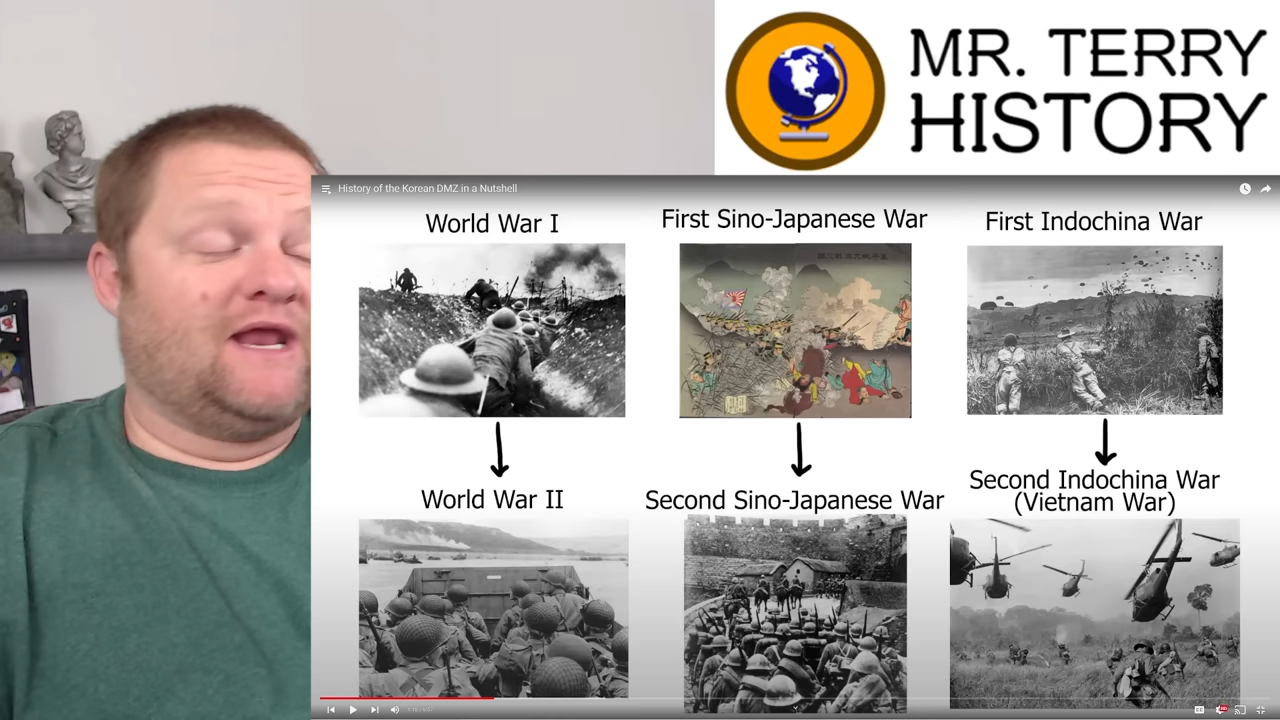 MR. TERRY
HISTORY
History of the Korean DMZ in a Nutshell
World War I
First Sino-Japanese War
First Indochina War
World War II
Second Sino-Japanese War
Second Indochina War
(Vietnam War)